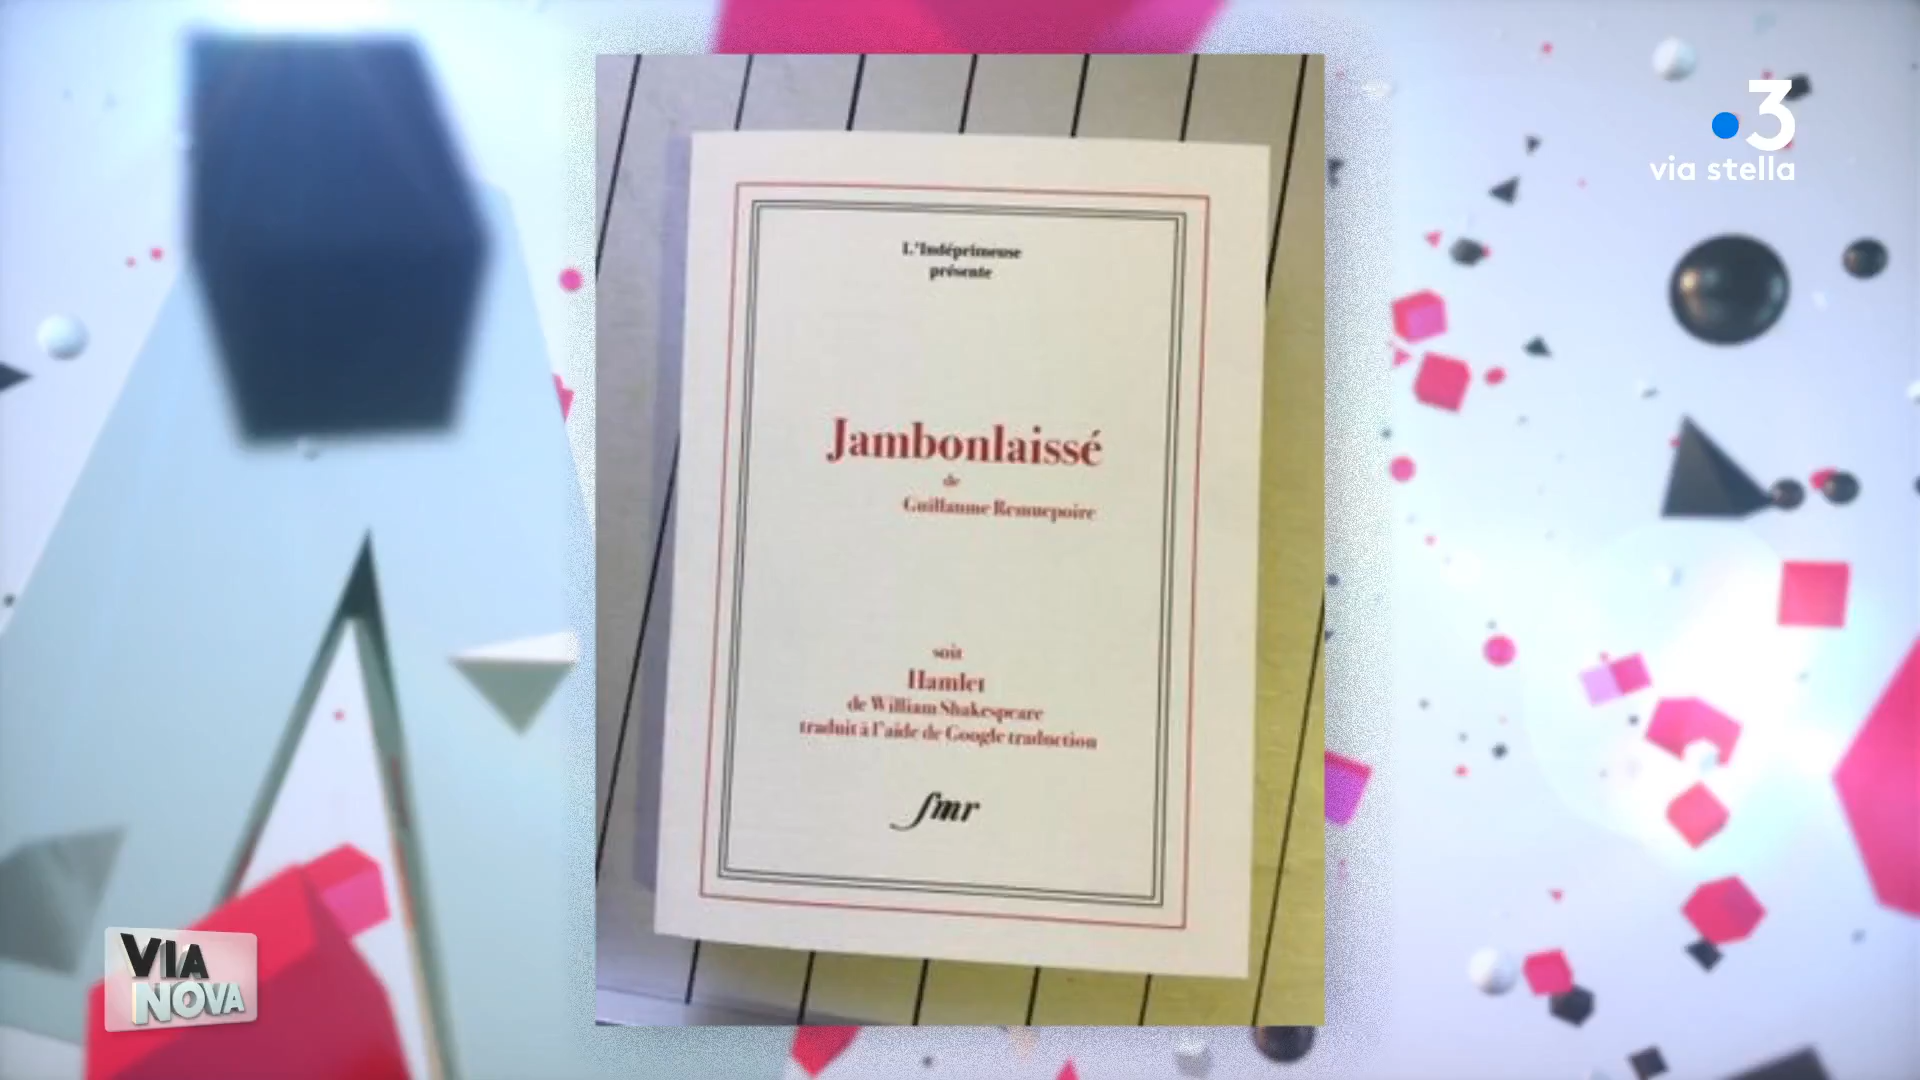 3
via stella
L'Indéprimeuse
présente
Jambonlaissé
de
Guillaume Remuepoire
soit
Hamlet
de William Shakespeare
traduit à l'aide de Google traduction
fmr
VIA
NOVA